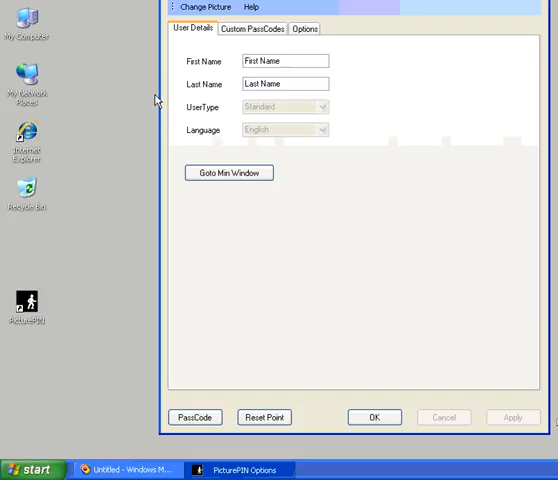 Change Picture Help
My Computer
User Details Custom PassCodes Options
First Name First Name
Last Name Last Name
My Network Places
UserType Standard
Language English
Internet Explorer
Goto Min Window
Recycle Bin
PicturePIN
PassCode Reset Point OK Cancel Apply
start Untitled - Windows M... PicturePIN Options